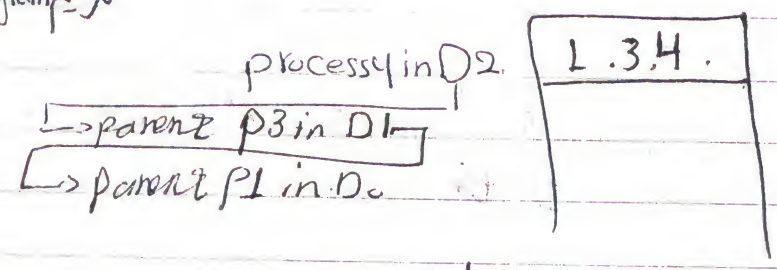 process4 in D2.
1.3.4.
→parent p3 in D1
→parent P1 in D0